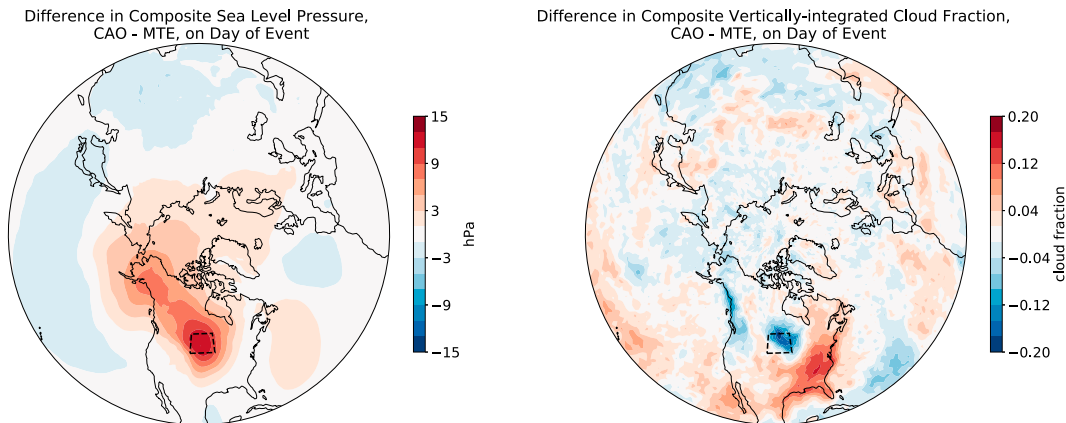 Difference in Composite Sea Level Pressure,
CAO - MTE, on Day of Event
15
9
3
−3
−9
−15
hPa
Difference in Composite Vertically-integrated Cloud Fraction,
CAO - MTE, on Day of Event
0.20
0.12
0.04
−0.04
−0.12
−0.20
cloud fraction